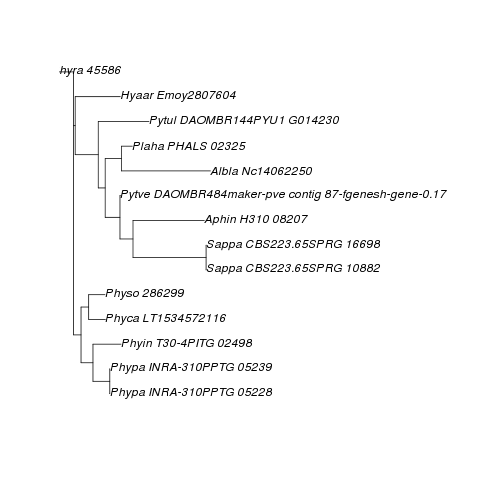 hyra 45586
Hyaar Emoy2807604
Pytul DAOMBR144PYU1 G014230
Plaha PHALS 02325
Albla Nc14062250
Pytve DAOMBR484maker-pve contig 87-fgenesh-gene-0.17
Aphin H310 08207
Sappa CBS223.65SPRG 16698
Sappa CBS223.65SPRG 10882
Physo 286299
Phyca LT1534572116
Phyin T30-4PITG 02498
Phypa INRA-310PPTG 05239
Phypa INRA-310PPTG 05228